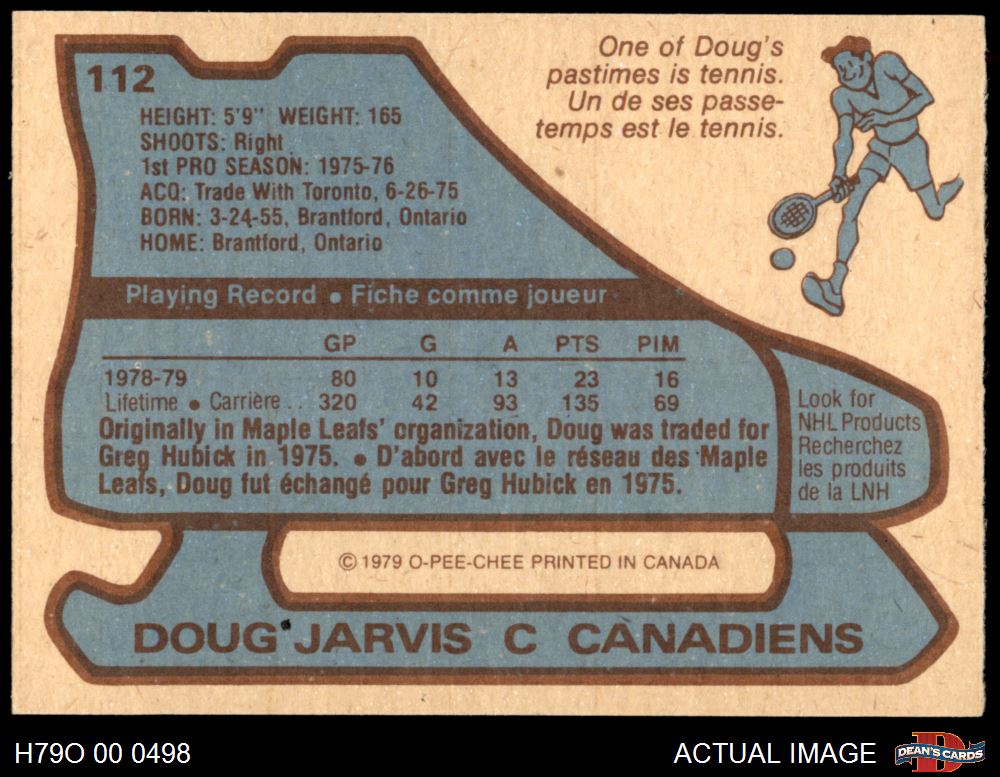 112
HEIGHT: 5'9" WEIGHT: 165
SHOOTS: Right
1st PRO SEASON: 1975-76
ACQ: Trade With Toronto, 6-26-75
BORN: 3-24-55, Brantford, Ontario
HOME: Brantford, Ontario
One of Doug's
pastimes is tennis.
Un de ses passe-
temps est le tennis.
Playing Record • Fiche comme joueur
GP G A PTS PIM
1978-79 80 10 13 23 16
Lifetime • Carrière .. 320 42 93 135 69
Originally in Maple Leafs' organization, Doug was traded for
Greg Hubick in 1975. • D'abord avec le réseau des Maple
Leafs, Doug fut échangé pour Greg Hubick en 1975.
Look for
NHL Products
Recherchez
les produits
de la LNH
© 1979 O-PEE-CHEE PRINTED IN CANADA
DOUG JARVIS C CANADIENS
H79O 00 0498
ACTUAL IMAGE
DEAN'S CARDS